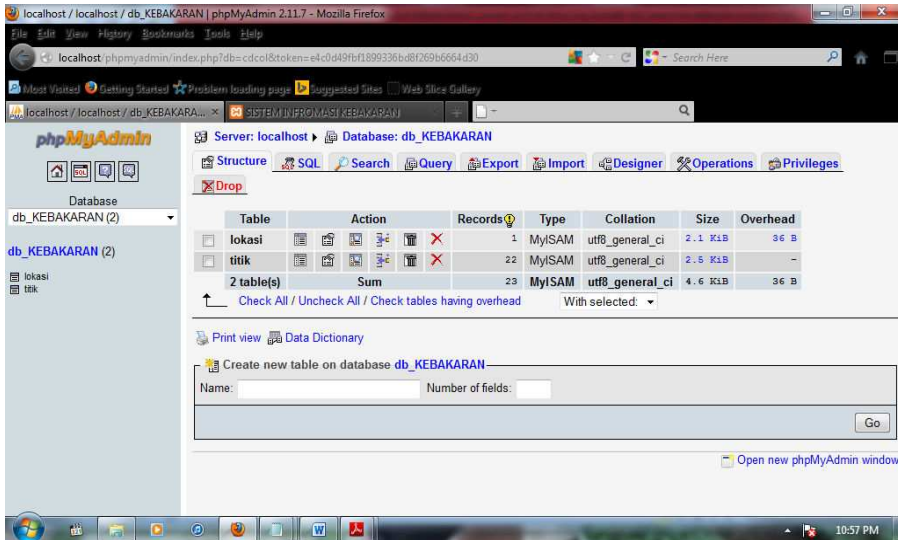 localhost / localhost / db_KEBAKARAN | phpMyAdmin 2.11.7 - Mozilla Firefox
File Edit View History Bookmarks Tools Help
localhost/phpmyadmin/index.php?db=cdcol&token=e4c0d49fbf1899336bd8f269b6664d30
Search Here
Most Visited Getting Started Problem loading page Suggested Sites Web Slice Gallery
localhost / localhost / db_KEBAKARA... × SISTEM INFROMASI KEBAKARAN
phpMyAdmin
Database
db_KEBAKARAN (2)
db_KEBAKARAN (2)
lokasi
titik
Server: localhost Database: db_KEBAKARAN
Structure SQL Search Query Export Import Designer Operations Privileges
Drop
Table Action Records Type Collation Size Overhead
lokasi 1 MyISAM utf8_general_ci 2.1 KiB 36 B
titik 22 MyISAM utf8_general_ci 2.5 KiB -
2 table(s) Sum 23 MyISAM utf8_general_ci 4.6 KiB 36 B
Check All / Uncheck All / Check tables having overhead With selected:
Print view Data Dictionary
Create new table on database db_KEBAKARAN
Name: Number of fields:
Go
Open new phpMyAdmin window
10:57 PM